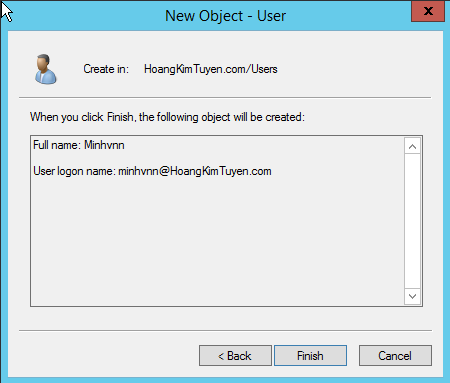 New Object - User
x
Create in: HoangKimTuyen.com/Users
When you click Finish, the following object will be created:
Full name: Minhvnn
User logon name: minhvnn@HoangKimTuyen.com
< Back Finish Cancel